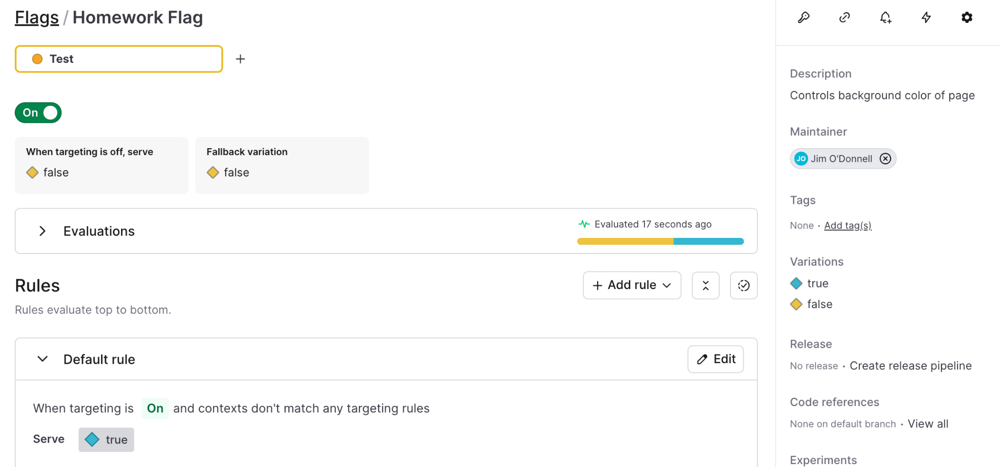 Flags / Homework Flag
Test
On
When targeting is off, serve
false
Fallback variation
false
Evaluations
Evaluated 17 seconds ago
Rules
Add rule
Rules evaluate top to bottom.
Default rule
Edit
When targeting is On and contexts don't match any targeting rules
Serve true
Description
Controls background color of page
Maintainer
JO Jim O'Donnell
Tags
None · Add tag(s)
Variations
true
false
Release
No release · Create release pipeline
Code references
None on default branch · View all
Experiments